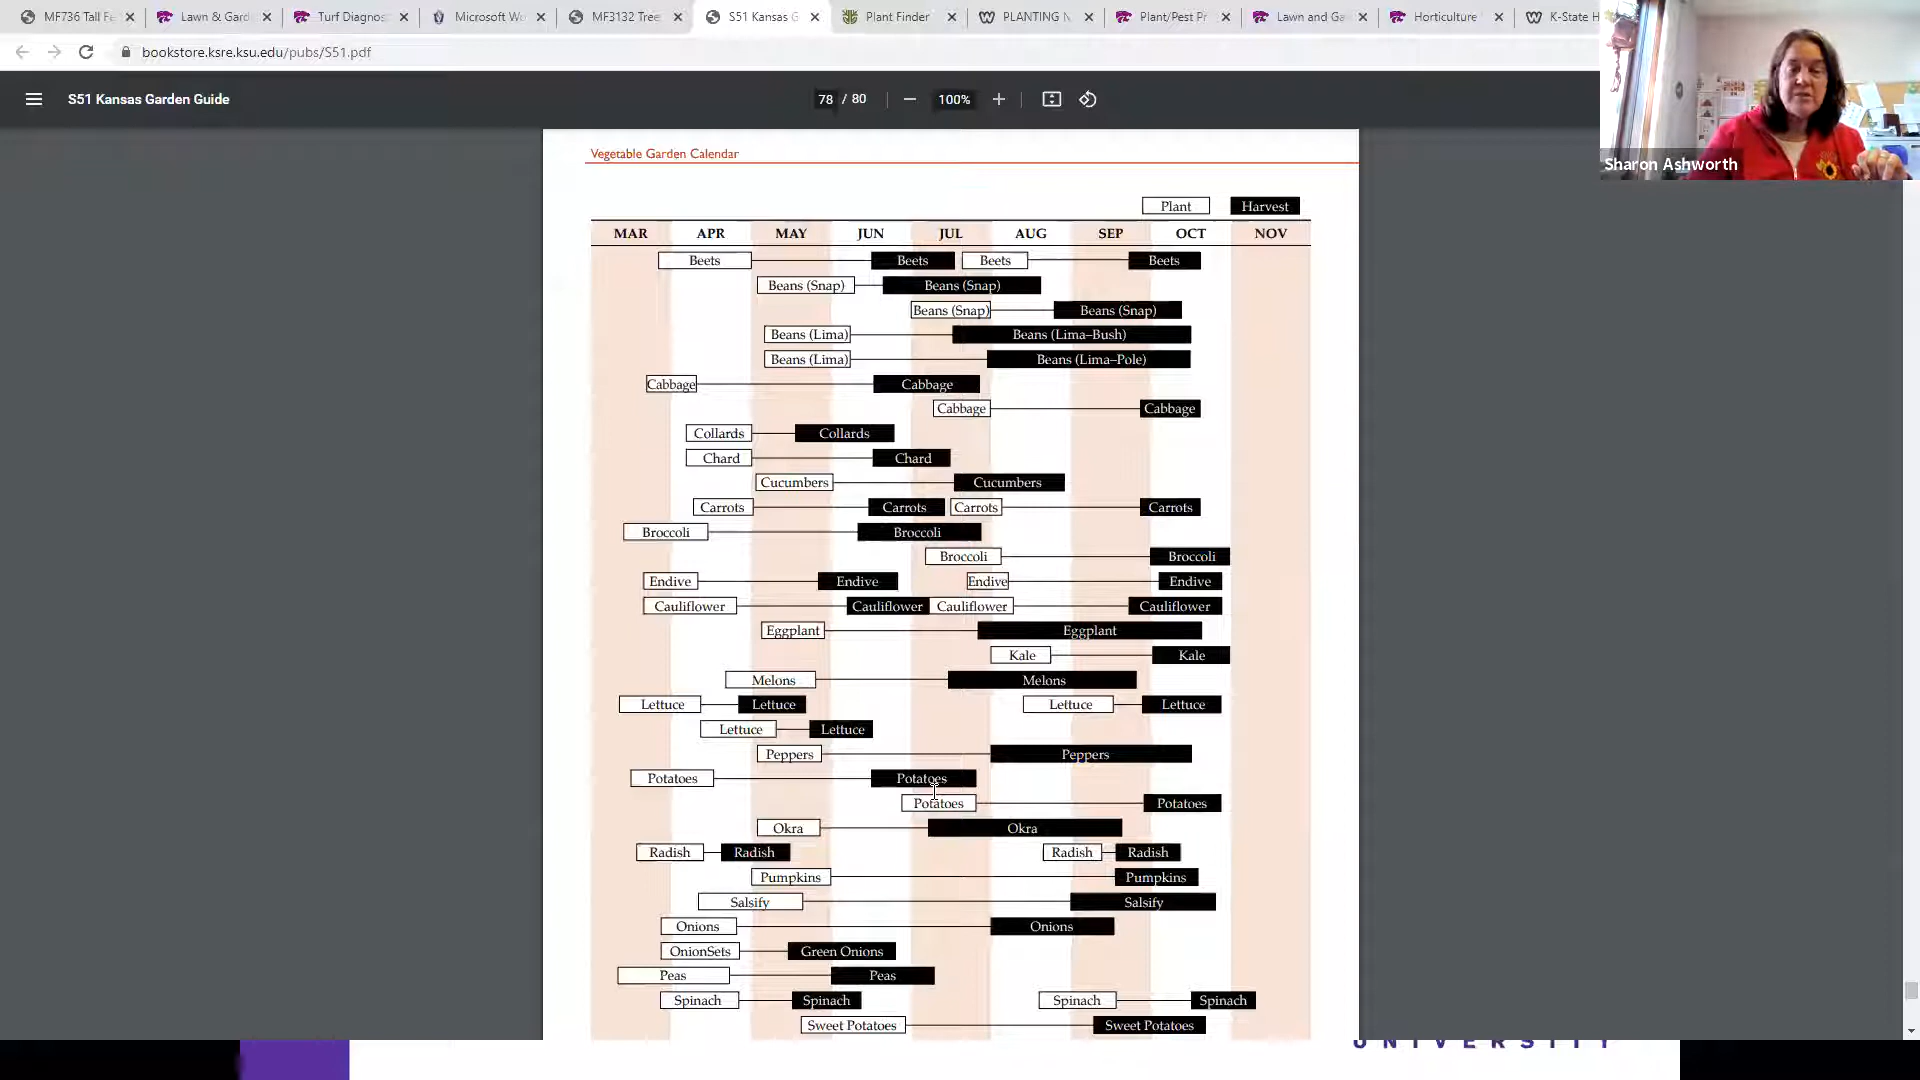 MF736 Tall Fe
Lawn & Gard
Turf Diagnos
Microsoft Wo
MF3132 Tree
S51 Kansas G
Plant Finder
PLANTING N
Plant/Pest Pr
Lawn and Ga
Horticulture
K-State H
bookstore.ksre.ksu.edu/pubs/S51.pdf
S51 Kansas Garden Guide
78 / 80
100%
Sharon Ashworth
Vegetable Garden Calendar
Plant Harvest
MAR APR MAY JUN JUL AUG SEP OCT NOV
Beets Beets Beets Beets
Beans (Snap) Beans (Snap)
Beans (Snap) Beans (Snap)
Beans (Lima) Beans (Lima–Bush)
Beans (Lima) Beans (Lima–Pole)
Cabbage Cabbage
Cabbage Cabbage
Collards Collards
Chard Chard
Cucumbers Cucumbers
Carrots Carrots Carrots Carrots
Broccoli Broccoli
Broccoli Broccoli
Endive Endive Endive Endive
Cauliflower Cauliflower Cauliflower Cauliflower
Eggplant Eggplant
Kale Kale
Melons Melons
Lettuce Lettuce Lettuce Lettuce
Lettuce Lettuce
Peppers Peppers
Potatoes Potatoes
Potatoes Potatoes
Okra Okra
Radish Radish Radish Radish
Pumpkins Pumpkins
Salsify Salsify
Onions Onions
OnionSets Green Onions
Peas Peas
Spinach Spinach Spinach Spinach
Sweet Potatoes Sweet Potatoes
UNIVERSITY